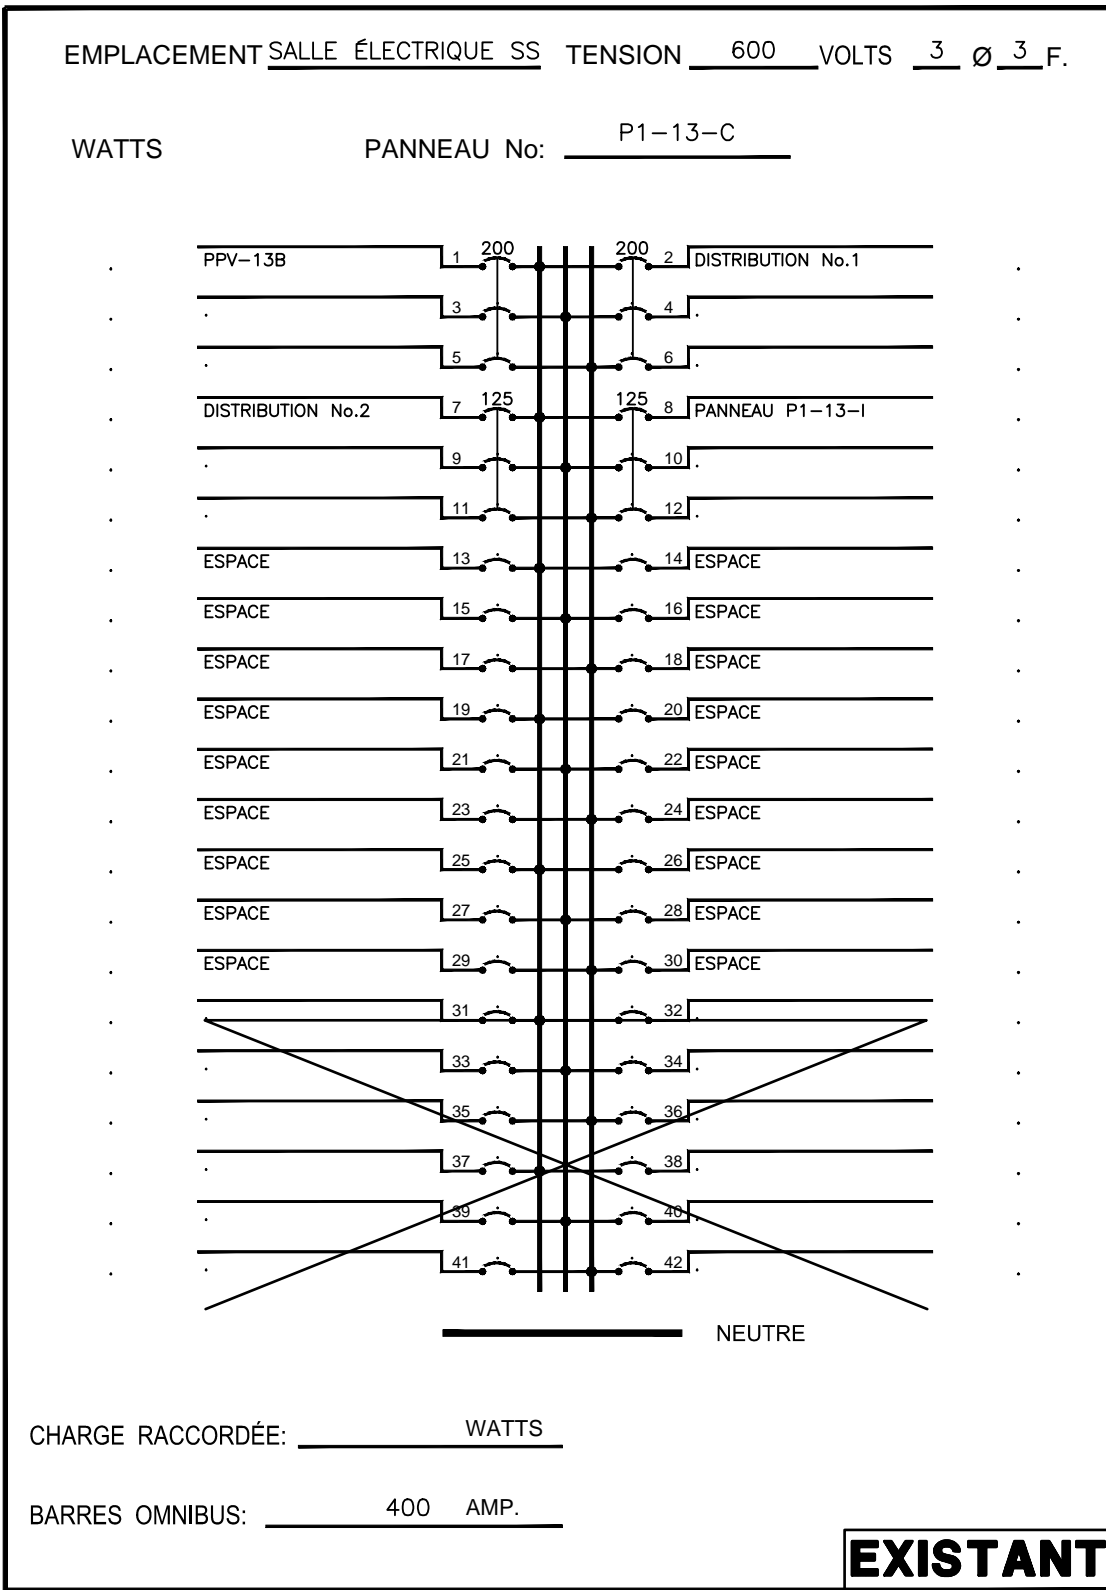 EMPLACEMENT SALLE ÉLECTRIQUE SS TENSION 600 VOLTS 3 Ø 3 F.
WATTS PANNEAU No: P1-13-C
PPV-13B 1 200 200 2 DISTRIBUTION No.1
3 4
5 6
DISTRIBUTION No.2 7 125 125 8 PANNEAU P1-13-I
9 10
11 12
ESPACE 13 14 ESPACE
ESPACE 15 16 ESPACE
ESPACE 17 18 ESPACE
ESPACE 19 20 ESPACE
ESPACE 21 22 ESPACE
ESPACE 23 24 ESPACE
ESPACE 25 26 ESPACE
ESPACE 27 28 ESPACE
ESPACE 29 30 ESPACE
31 32
33 34
35 36
37 38
39 40
41 42
NEUTRE
CHARGE RACCORDÉE: WATTS
BARRES OMNIBUS: 400 AMP.
EXISTANT